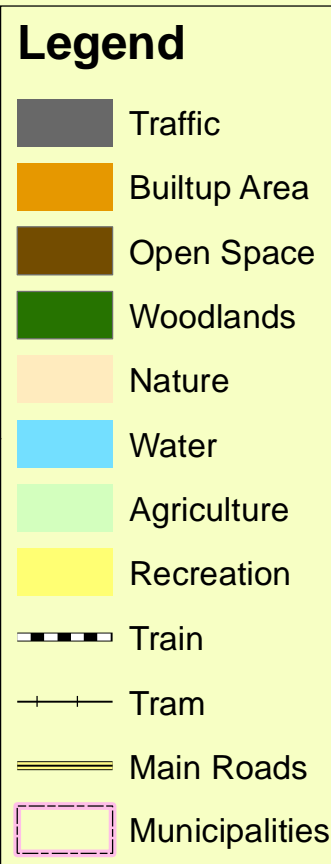 Legend
Traffic
Builtup Area
Open Space
Woodlands
Nature
Water
Agriculture
Recreation
Train
Tram
Main Roads
Municipalities